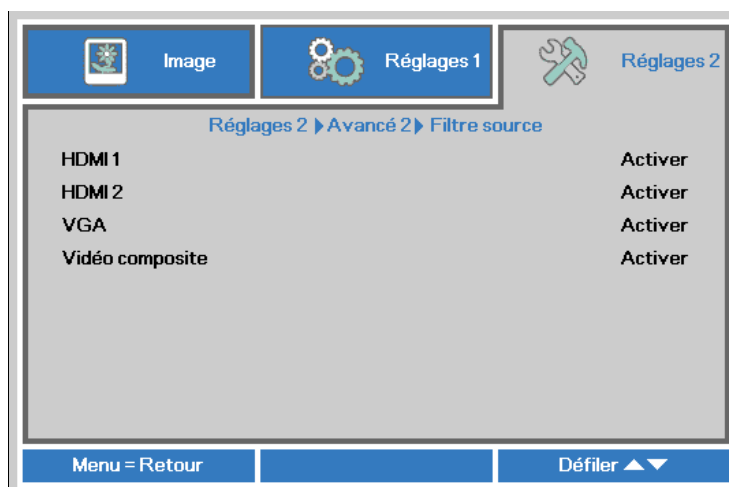 Image
Réglages 1
Réglages 2
Réglages 2 Avancé 2 Filtre source
HDMI 1 Activer
HDMI 2 Activer
VGA Activer
Vidéo composite Activer
Menu = Retour
Défiler